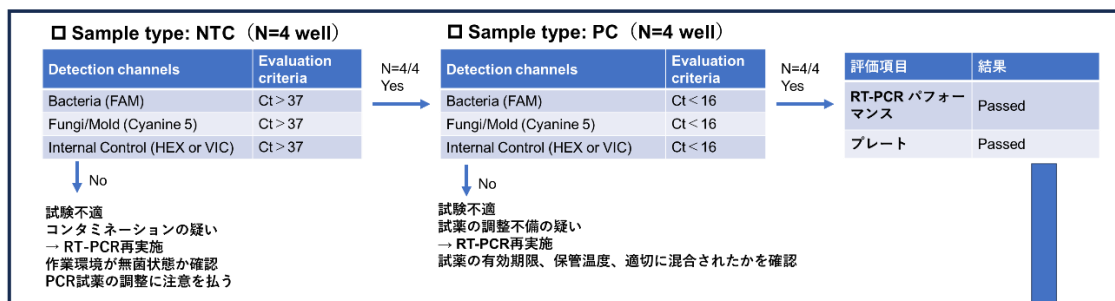 ☐ Sample type: NTC（N=4 well）
Detection channels Evaluation criteria
Bacteria (FAM) Ct＞37
Fungi/Mold (Cyanine 5) Ct＞37
Internal Control (HEX or VIC) Ct＞37
N=4/4
Yes
No
試験不適
コンタミネーションの疑い
→ RT-PCR再実施
作業環境が無菌状態か確認
PCR試薬の調整に注意を払う
☐ Sample type: PC（N=4 well）
Detection channels Evaluation criteria
Bacteria (FAM) Ct＜16
Fungi/Mold (Cyanine 5) Ct＜16
Internal Control (HEX or VIC) Ct＜16
N=4/4
Yes
No
試験不適
試薬の調整不備の疑い
→ RT-PCR再実施
試薬の有効期限、保管温度、適切に混合されたかを確認
評価項目 結果
RT-PCR パフォーマンス Passed
プレート Passed